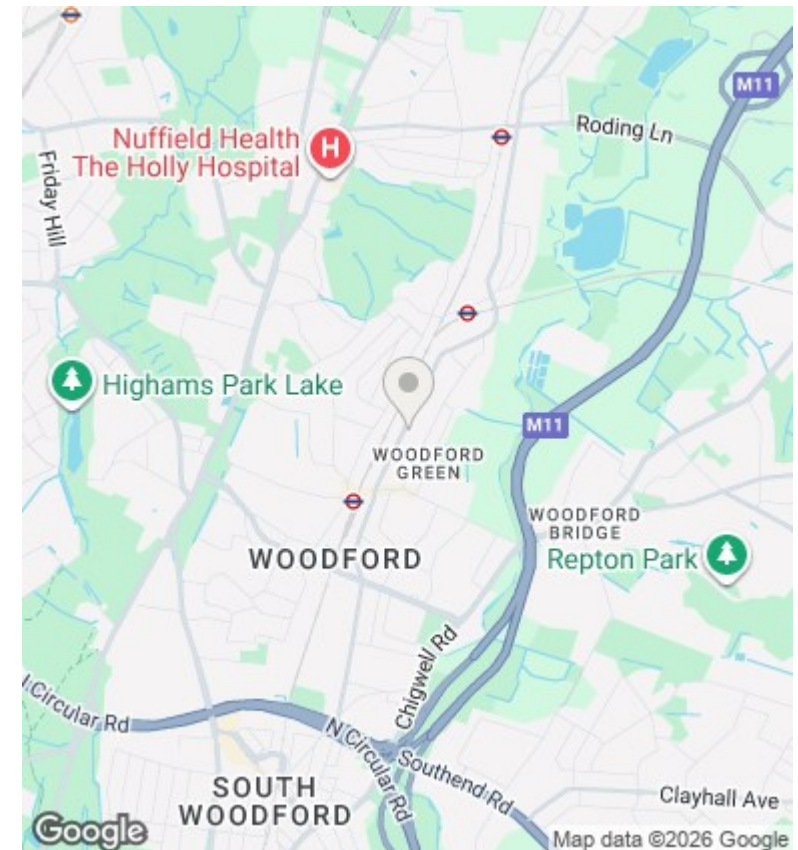 M11
Nuffield Health
The Holly Hospital
H
Roding Ln
Friday Hill
Highams Park Lake
M11
WOODFORD
GREEN
WOODFORD
BRIDGE
WOODFORD
Repton Park
Chigwell Rd
N Circular Rd
N Circular Rd
Southend Rd
SOUTH
WOODFORD
Clayhall Ave
Google
Map data ©2026 Google